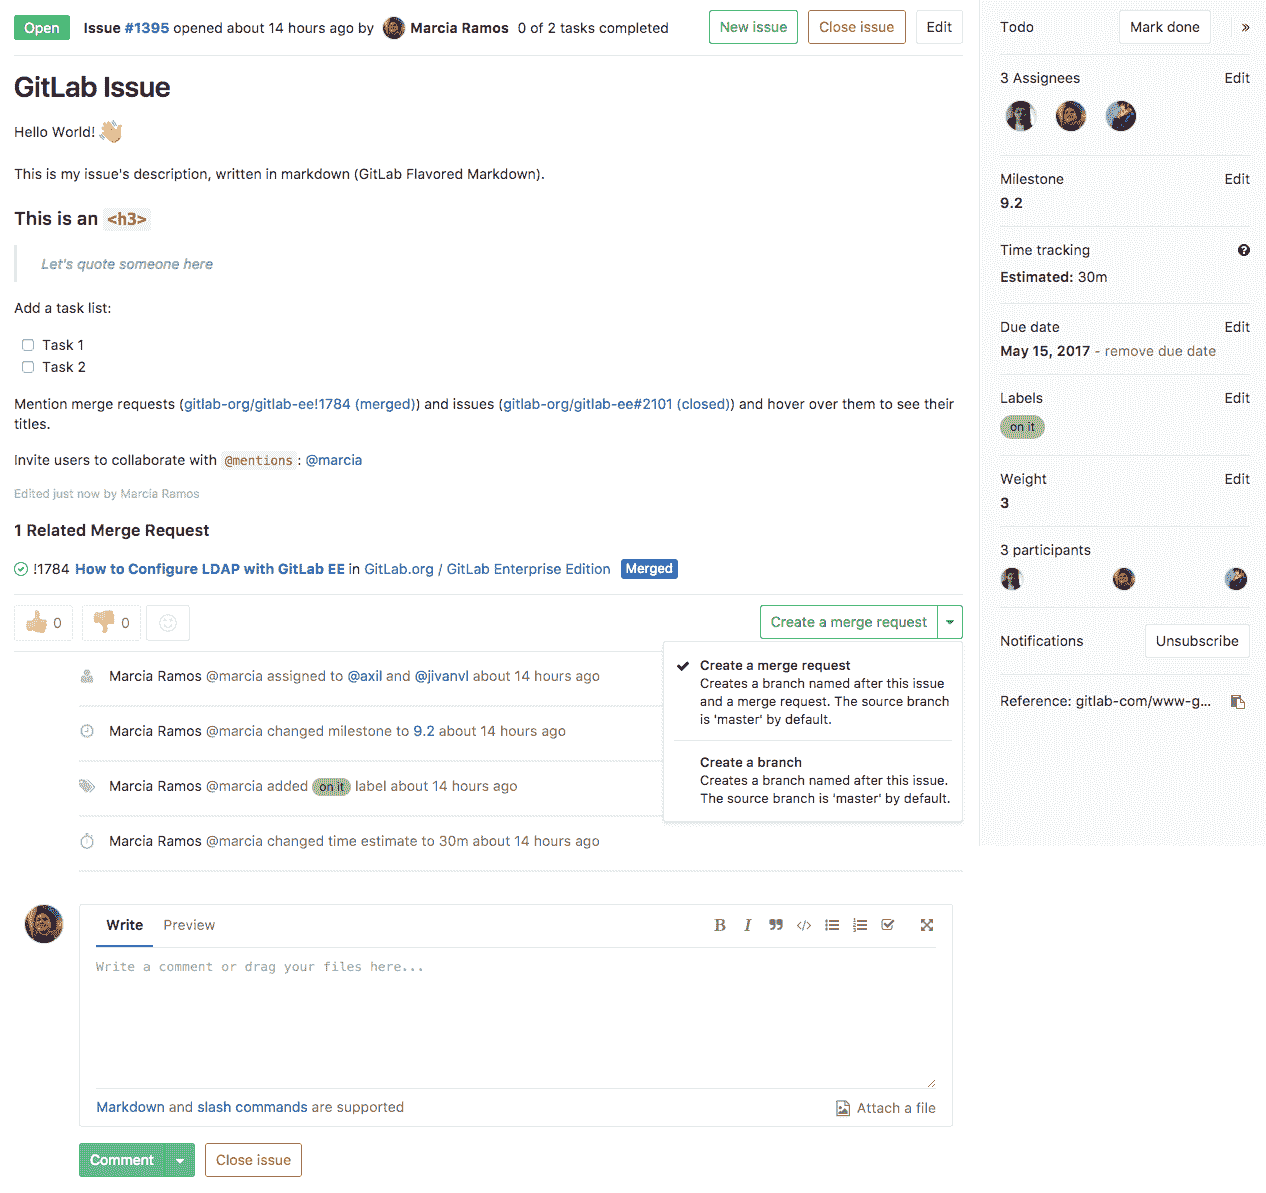 Open Issue #1395 opened about 14 hours ago by Marcia Ramos 0 of 2 tasks completed New issue Close issue Edit
GitLab Issue
Hello World!
This is my issue's description, written in markdown (GitLab Flavored Markdown).
This is an <h3>
Let's quote someone here
Add a task list:
Task 1
Task 2
Mention merge requests (gitlab-org/gitlab-ee!1784 (merged)) and issues (gitlab-org/gitlab-ee#2101 (closed)) and hover over them to see their
titles.
Invite users to collaborate with @mentions : @marcia
Edited just now by Marcia Ramos
1 Related Merge Request
!1784 How to Configure LDAP with GitLab EE in GitLab.org / GitLab Enterprise Edition Merged
0 0 Create a merge request
Create a merge request
Creates a branch named after this issue
and a merge request. The source branch
is 'master' by default.
Create a branch
Creates a branch named after this issue.
The source branch is 'master' by default.
Marcia Ramos @marcia assigned to @axil and @jivanvl about 14 hours ago
Marcia Ramos @marcia changed milestone to 9.2 about 14 hours ago
Marcia Ramos @marcia added on it label about 14 hours ago
Marcia Ramos @marcia changed time estimate to 30m about 14 hours ago
Write Preview B I
Write a comment or drag your files here...
Markdown and slash commands are supported Attach a file
Comment Close issue
Todo Mark done »
3 Assignees Edit
Milestone Edit
9.2
Time tracking ?
Estimated: 30m
Due date Edit
May 15, 2017 - remove due date
Labels Edit
on it
Weight Edit
3
3 participants
Notifications Unsubscribe
Reference: gitlab-com/www-g...